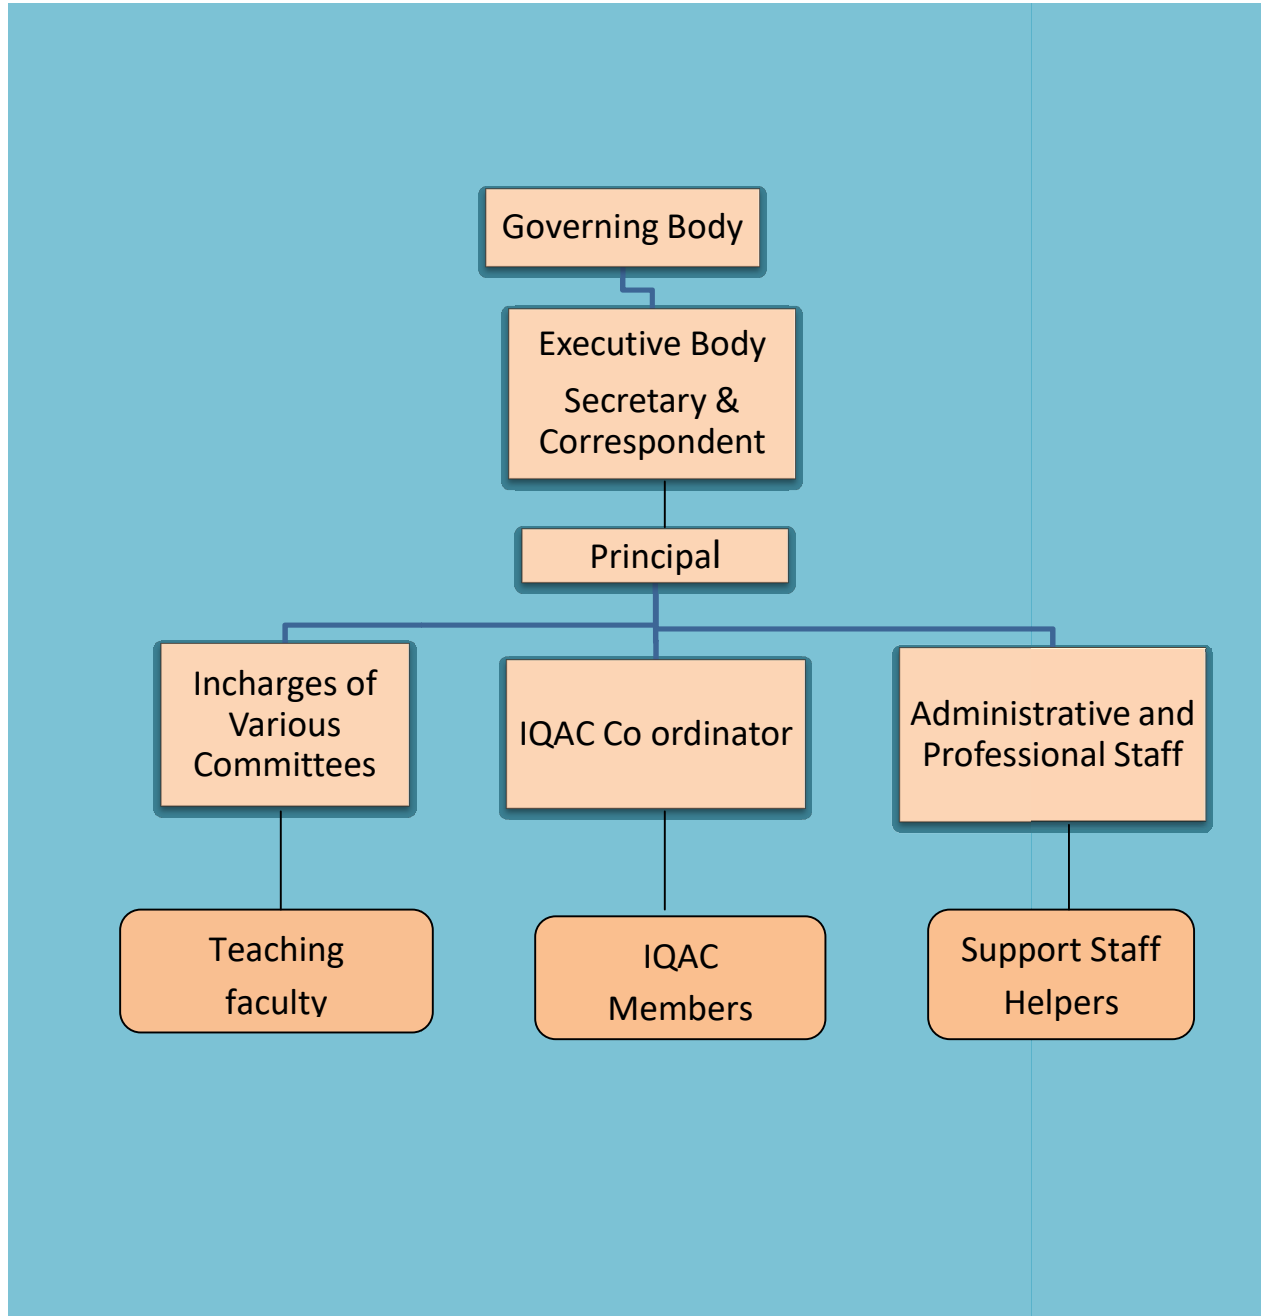 Governing Body
Executive Body
Secretary &
Correspondent
Principal
Incharges of
Various
Committees
IQAC Co ordinator
Administrative and
Professional Staff
Teaching
faculty
IQAC
Members
Support Staff
Helpers